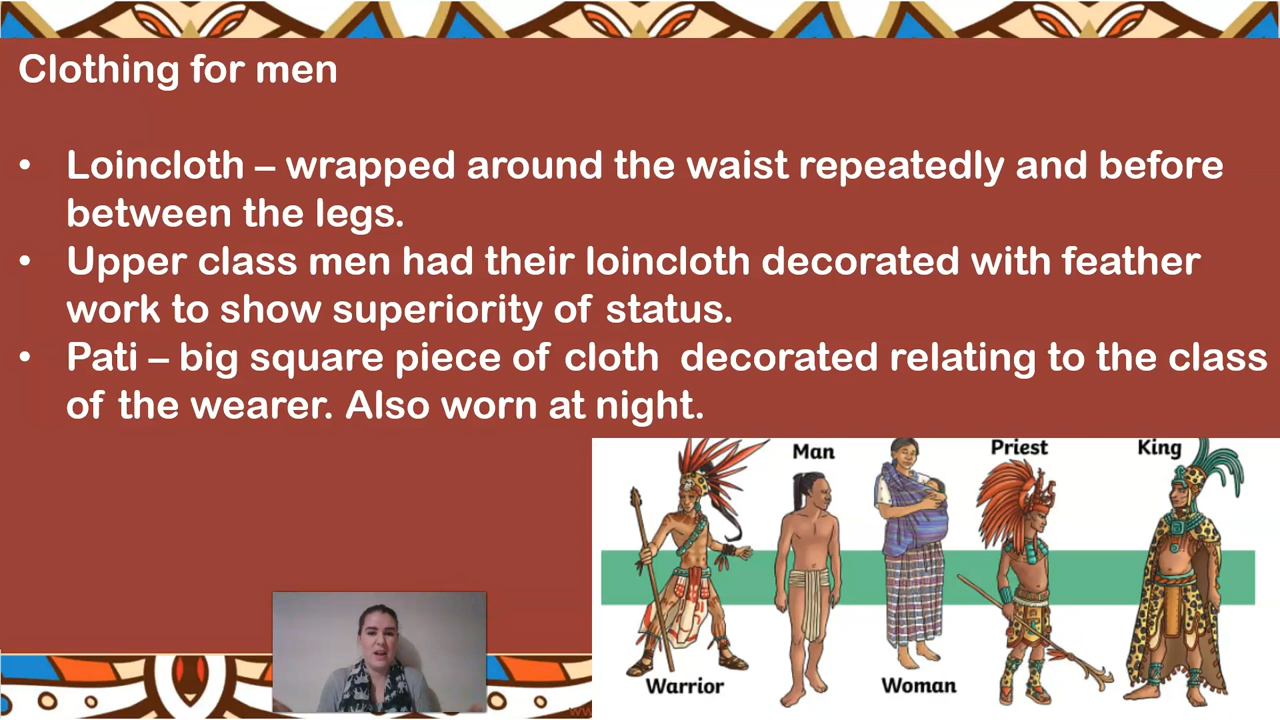 Clothing for men
• Loincloth – wrapped around the waist repeatedly and before
between the legs.
• Upper class men had their loincloth decorated with feather
work to show superiority of status.
• Pati – big square piece of cloth decorated relating to the class
of the wearer. Also worn at night.
Man
Priest
King
Warrior
Woman